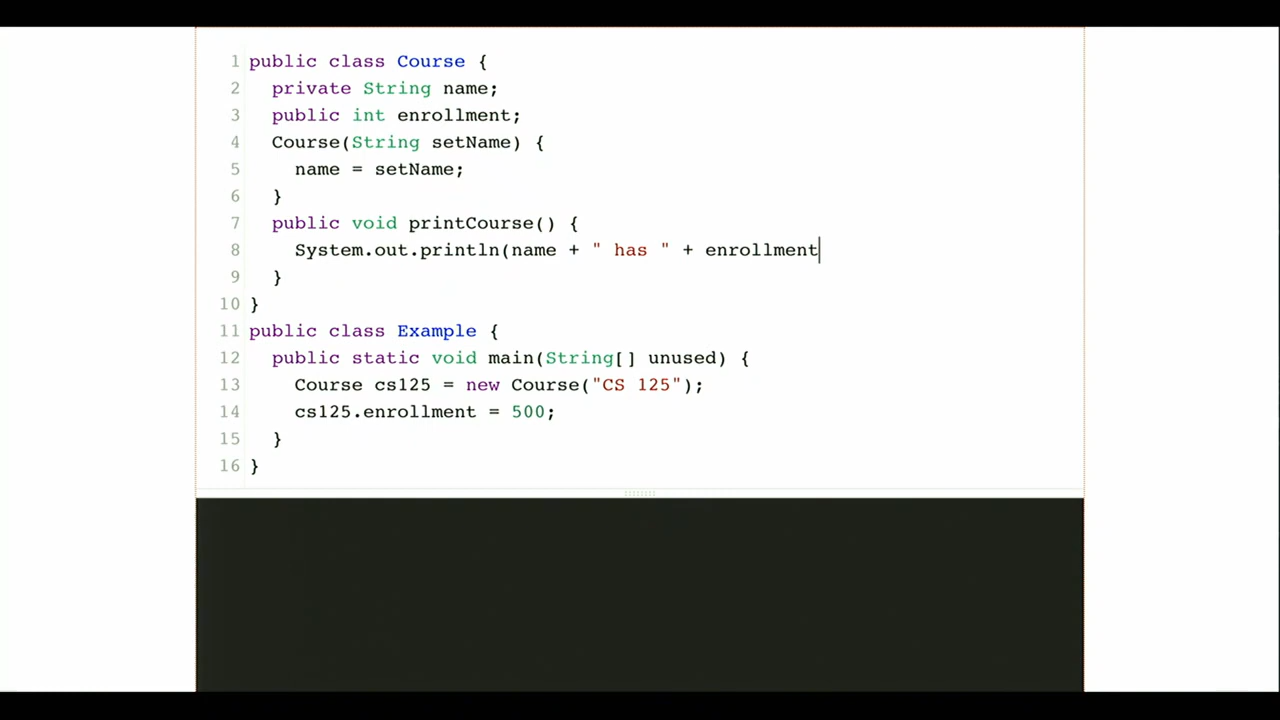 1 public class Course {
2 private String name;
3 public int enrollment;
4 Course(String setName) {
5 name = setName;
6 }
7 public void printCourse() {
8 System.out.println(name + " has " + enrollment
9 }
10 }
11 public class Example {
12 public static void main(String[] unused) {
13 Course cs125 = new Course("CS 125");
14 cs125.enrollment = 500;
15 }
16 }